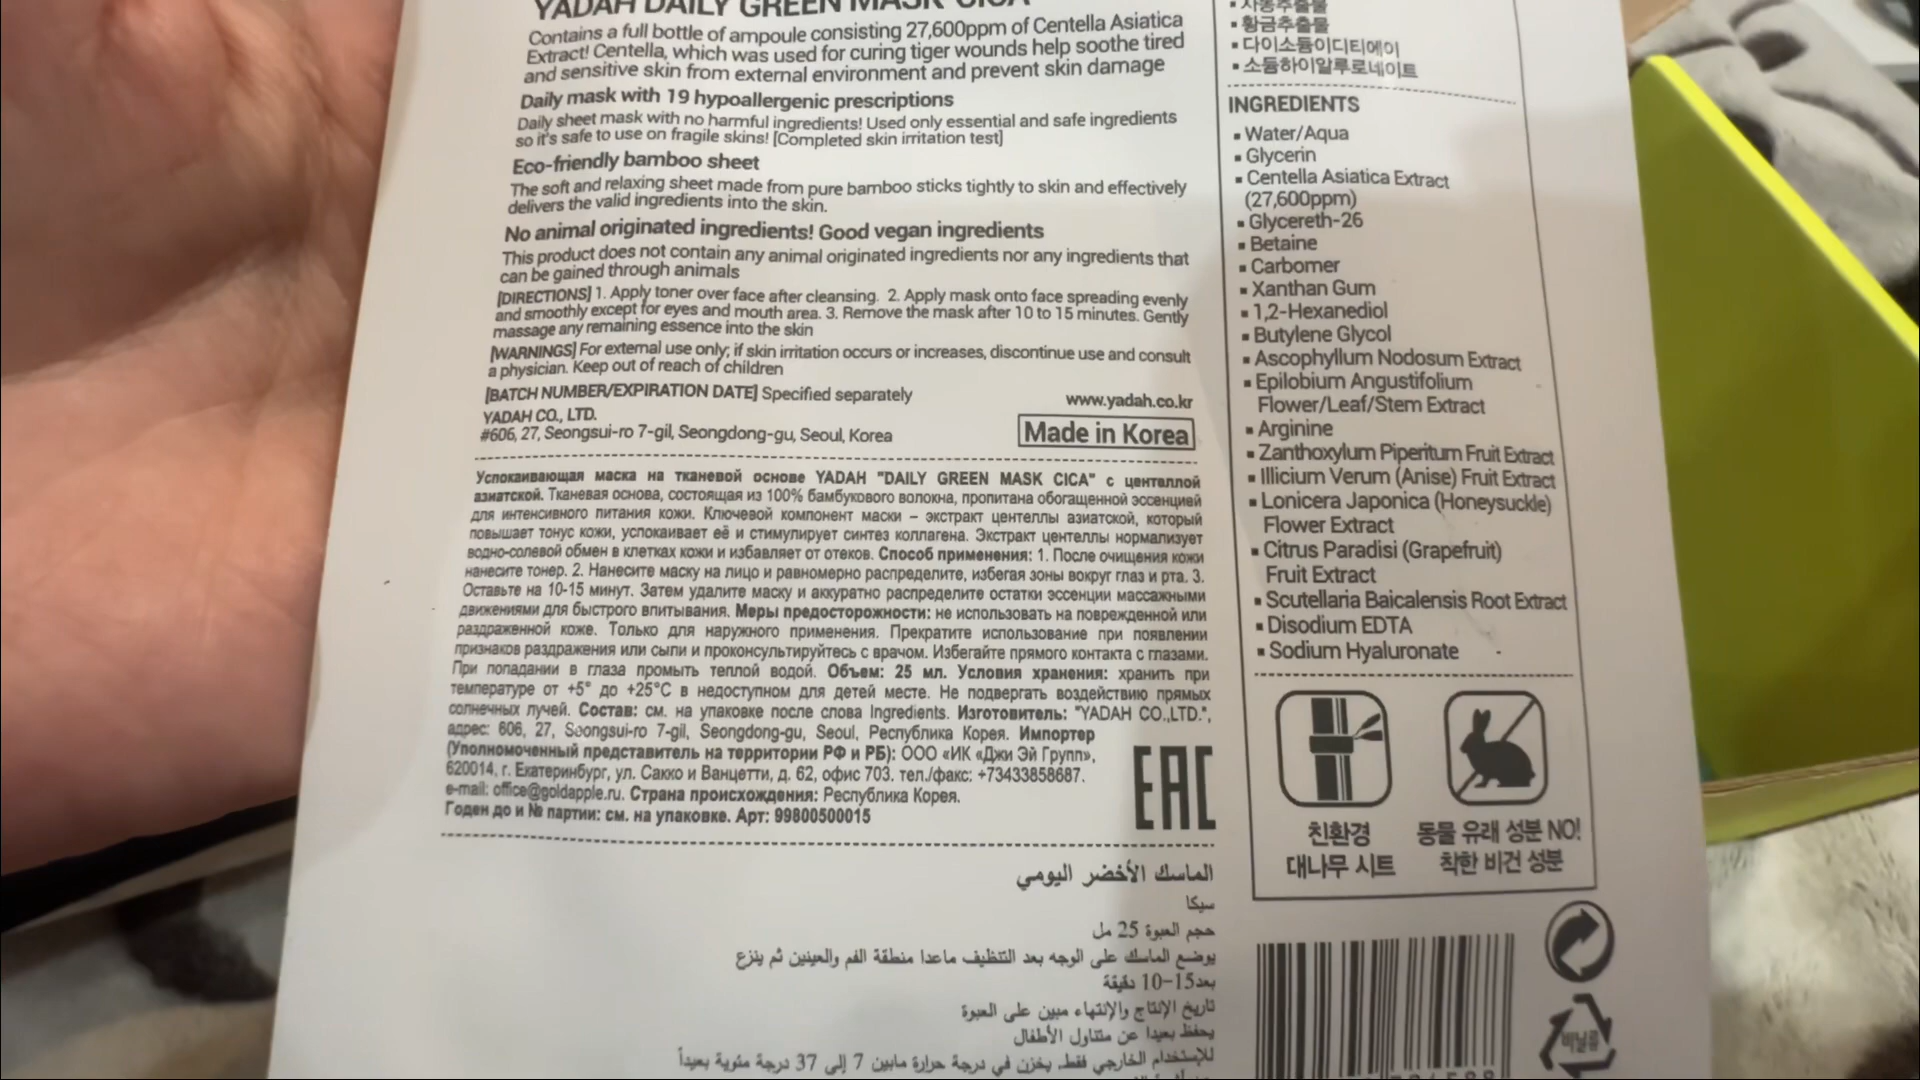 YADAH DAILY GREEN MASK-CICA
Contains a full bottle of ampoule consisting 27,600ppm of Centella Asiatica
Extract! Centella, which was used for curing tiger wounds help soothe tired
and sensitive skin from external environment and prevent skin damage
Daily mask with 19 hypoallergenic prescriptions
Daily sheet mask with no harmful ingredients! Used only essential and safe ingredients
so it's safe to use on fragile skins! [Completed skin irritation test]
Eco-friendly bamboo sheet
The soft and relaxing sheet made from pure bamboo sticks tightly to skin and effectively
delivers the valid ingredients into the skin.
No animal originated ingredients! Good vegan ingredients
This product does not contain any animal originated ingredients nor any ingredients that
can be gained through animals
[DIRECTIONS] 1. Apply toner over face after cleansing. 2. Apply mask onto face spreading evenly
and smoothly except for eyes and mouth area. 3. Remove the mask after 10 to 15 minutes. Gently
massage any remaining essence into the skin
[WARNINGS] For external use only; if skin irritation occurs or increases, discontinue use and consult
a physician. Keep out of reach of children
[BATCH NUMBER/EXPIRATION DATE] Specified separately
YADAH CO., LTD.
#606, 27, Seongsui-ro 7-gil, Seongdong-gu, Seoul, Korea
www.yadah.co.kr
Made in Korea
Успокаивающая маска на тканевой основе YADAH "DAILY GREEN MASK CICA" с центеллой
азиатской. Тканевая основа, состоящая из 100% бамбукового волокна, пропитана обогащенной эссенцией
для интенсивного питания кожи. Ключевой компонент маски – экстракт центеллы азиатской, который
повышает тонус кожи, успокаивает её и стимулирует синтез коллагена. Экстракт центеллы нормализует
водно-солевой обмен в клетках кожи и избавляет от отеков. Способ применения: 1. После очищения кожи
нанесите тонер. 2. Нанесите маску на лицо и равномерно распределите, избегая зоны вокруг глаз и рта. 3.
Оставьте на 10-15 минут. Затем удалите маску и аккуратно распределите остатки эссенции массажными
движениями для быстрого впитывания. Меры предосторожности: не использовать на поврежденной или
раздраженной коже. Только для наружного применения. Прекратите использование при появлении
признаков раздражения или сыпи и проконсультируйтесь с врачом. Избегайте прямого контакта с глазами.
При попадании в глаза промыть теплой водой. Объем: 25 мл. Условия хранения: хранить при
температуре от +5° до +25°С в недоступном для детей месте. Не подвергать воздействию прямых
солнечных лучей. Состав: см. на упаковке после слова Ingredients. Изготовитель: "YADAH CO.,LTD.",
адрес: 606, 27, Seongsui-ro 7-gil, Seongdong-gu, Seoul, Республика Корея. Импортер
(Уполномоченный представитель на территории РФ и РБ): ООО «ИК «Джи Эй Групп»,
620014, г. Екатеринбург, ул. Сакко и Ванцетти, д. 62, офис 703. тел./факс: +73433858687.
e-mail: office@goldapple.ru. Страна происхождения: Республика Корея.
Годен до и № партии: см. на упаковке. Арт: 99800500015
EAC
الماسك الأخضر اليومي
سيكا
حجم العبوة 25 مل
يوضع الماسك على الوجه بعد التنظيف ماعدا منطقة الفم والعينين ثم ينزع
بعد15-10 دقيقة
تاريخ الإنتاج والإنتهاء مبين على العبوة
يحفظ بعيدا عن متناول الأطفال
للإستخدام الخارجي فقط. يخزن في درجة حرارة مابين 7 إلى 37 درجة مئوية بعيداً
▪ 자몽추출물
▪ 황금추출물
▪ 다이소듐이디티에이
▪ 소듐하이알루로네이트
INGREDIENTS
▪ Water/Aqua
▪ Glycerin
▪ Centella Asiatica Extract
(27,600ppm)
▪ Glycereth-26
▪ Betaine
▪ Carbomer
▪ Xanthan Gum
▪ 1,2-Hexanediol
▪ Butylene Glycol
▪ Ascophyllum Nodosum Extract
▪ Epilobium Angustifolium
Flower/Leaf/Stem Extract
▪ Arginine
▪ Zanthoxylum Piperitum Fruit Extract
▪ Illicium Verum (Anise) Fruit Extract
▪ Lonicera Japonica (Honeysuckle)
Flower Extract
▪ Citrus Paradisi (Grapefruit)
Fruit Extract
▪ Scutellaria Baicalensis Root Extract
▪ Disodium EDTA
▪ Sodium Hyaluronate
친환경
대나무 시트
동물 유래 성분 NO!
착한 비건 성분
비닐류